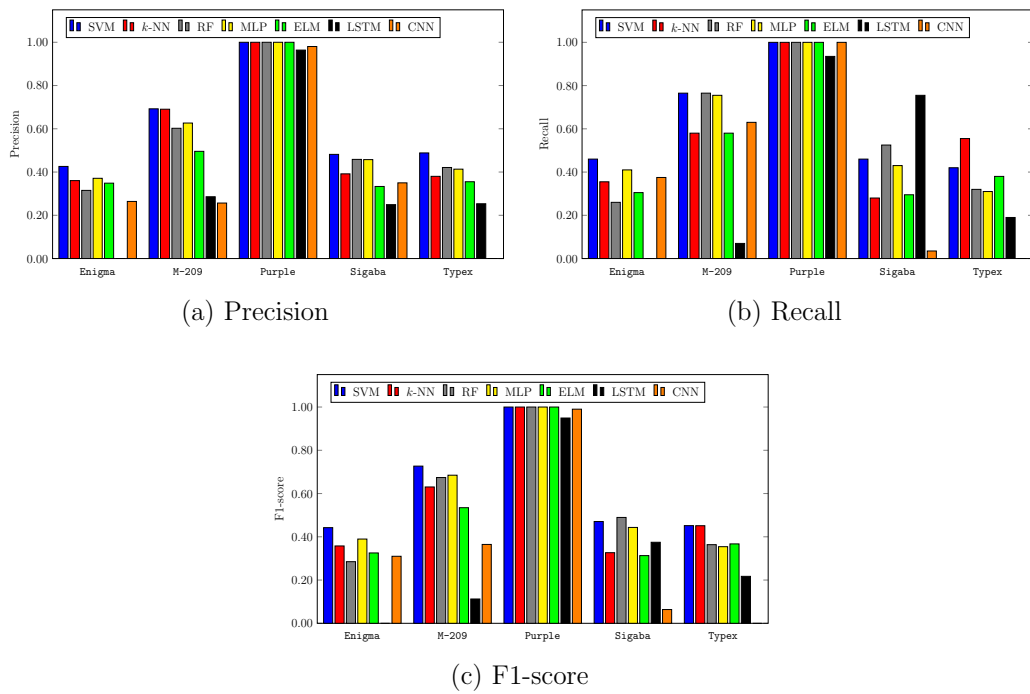 SVM k-NN RF MLP ELM LSTM CNN
1.00
0.80
0.60
0.40
0.20
0.00
Precision
Enigma M-209 Purple Sigaba Typex
(a) Precision
SVM k-NN RF MLP ELM LSTM CNN
1.00
0.80
0.60
0.40
0.20
0.00
Recall
Enigma M-209 Purple Sigaba Typex
(b) Recall
SVM k-NN RF MLP ELM LSTM CNN
1.00
0.80
0.60
0.40
0.20
0.00
F1-score
Enigma M-209 Purple Sigaba Typex
(c) F1-score